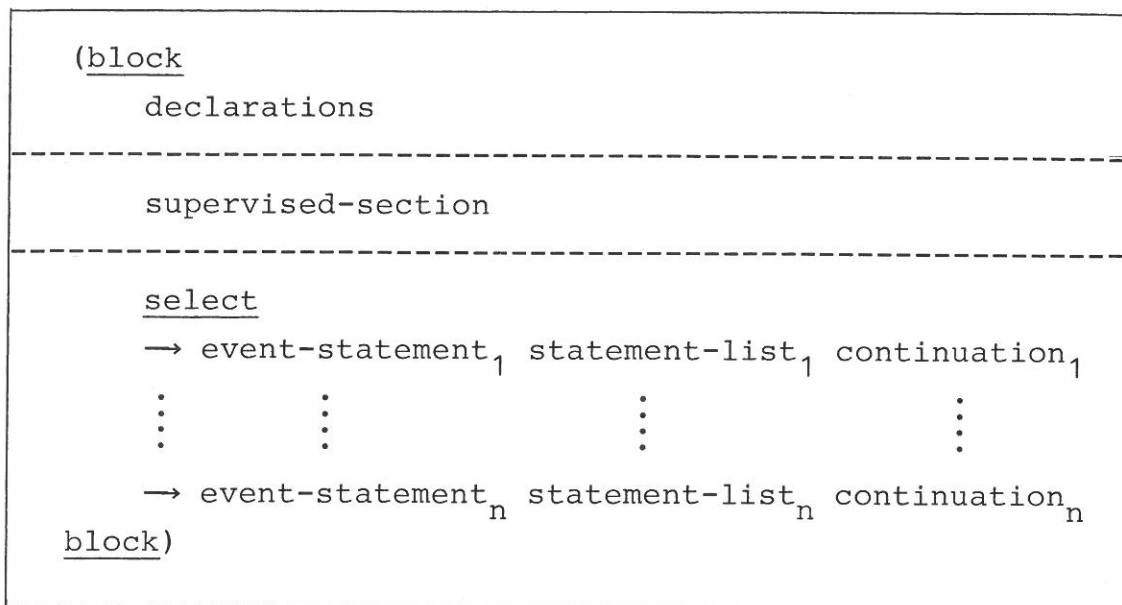 (block
declarations
supervised-section
select
→ event-statement₁ statement-list₁ continuation₁
→ event-statementₙ statement-listₙ continuationₙ
block)